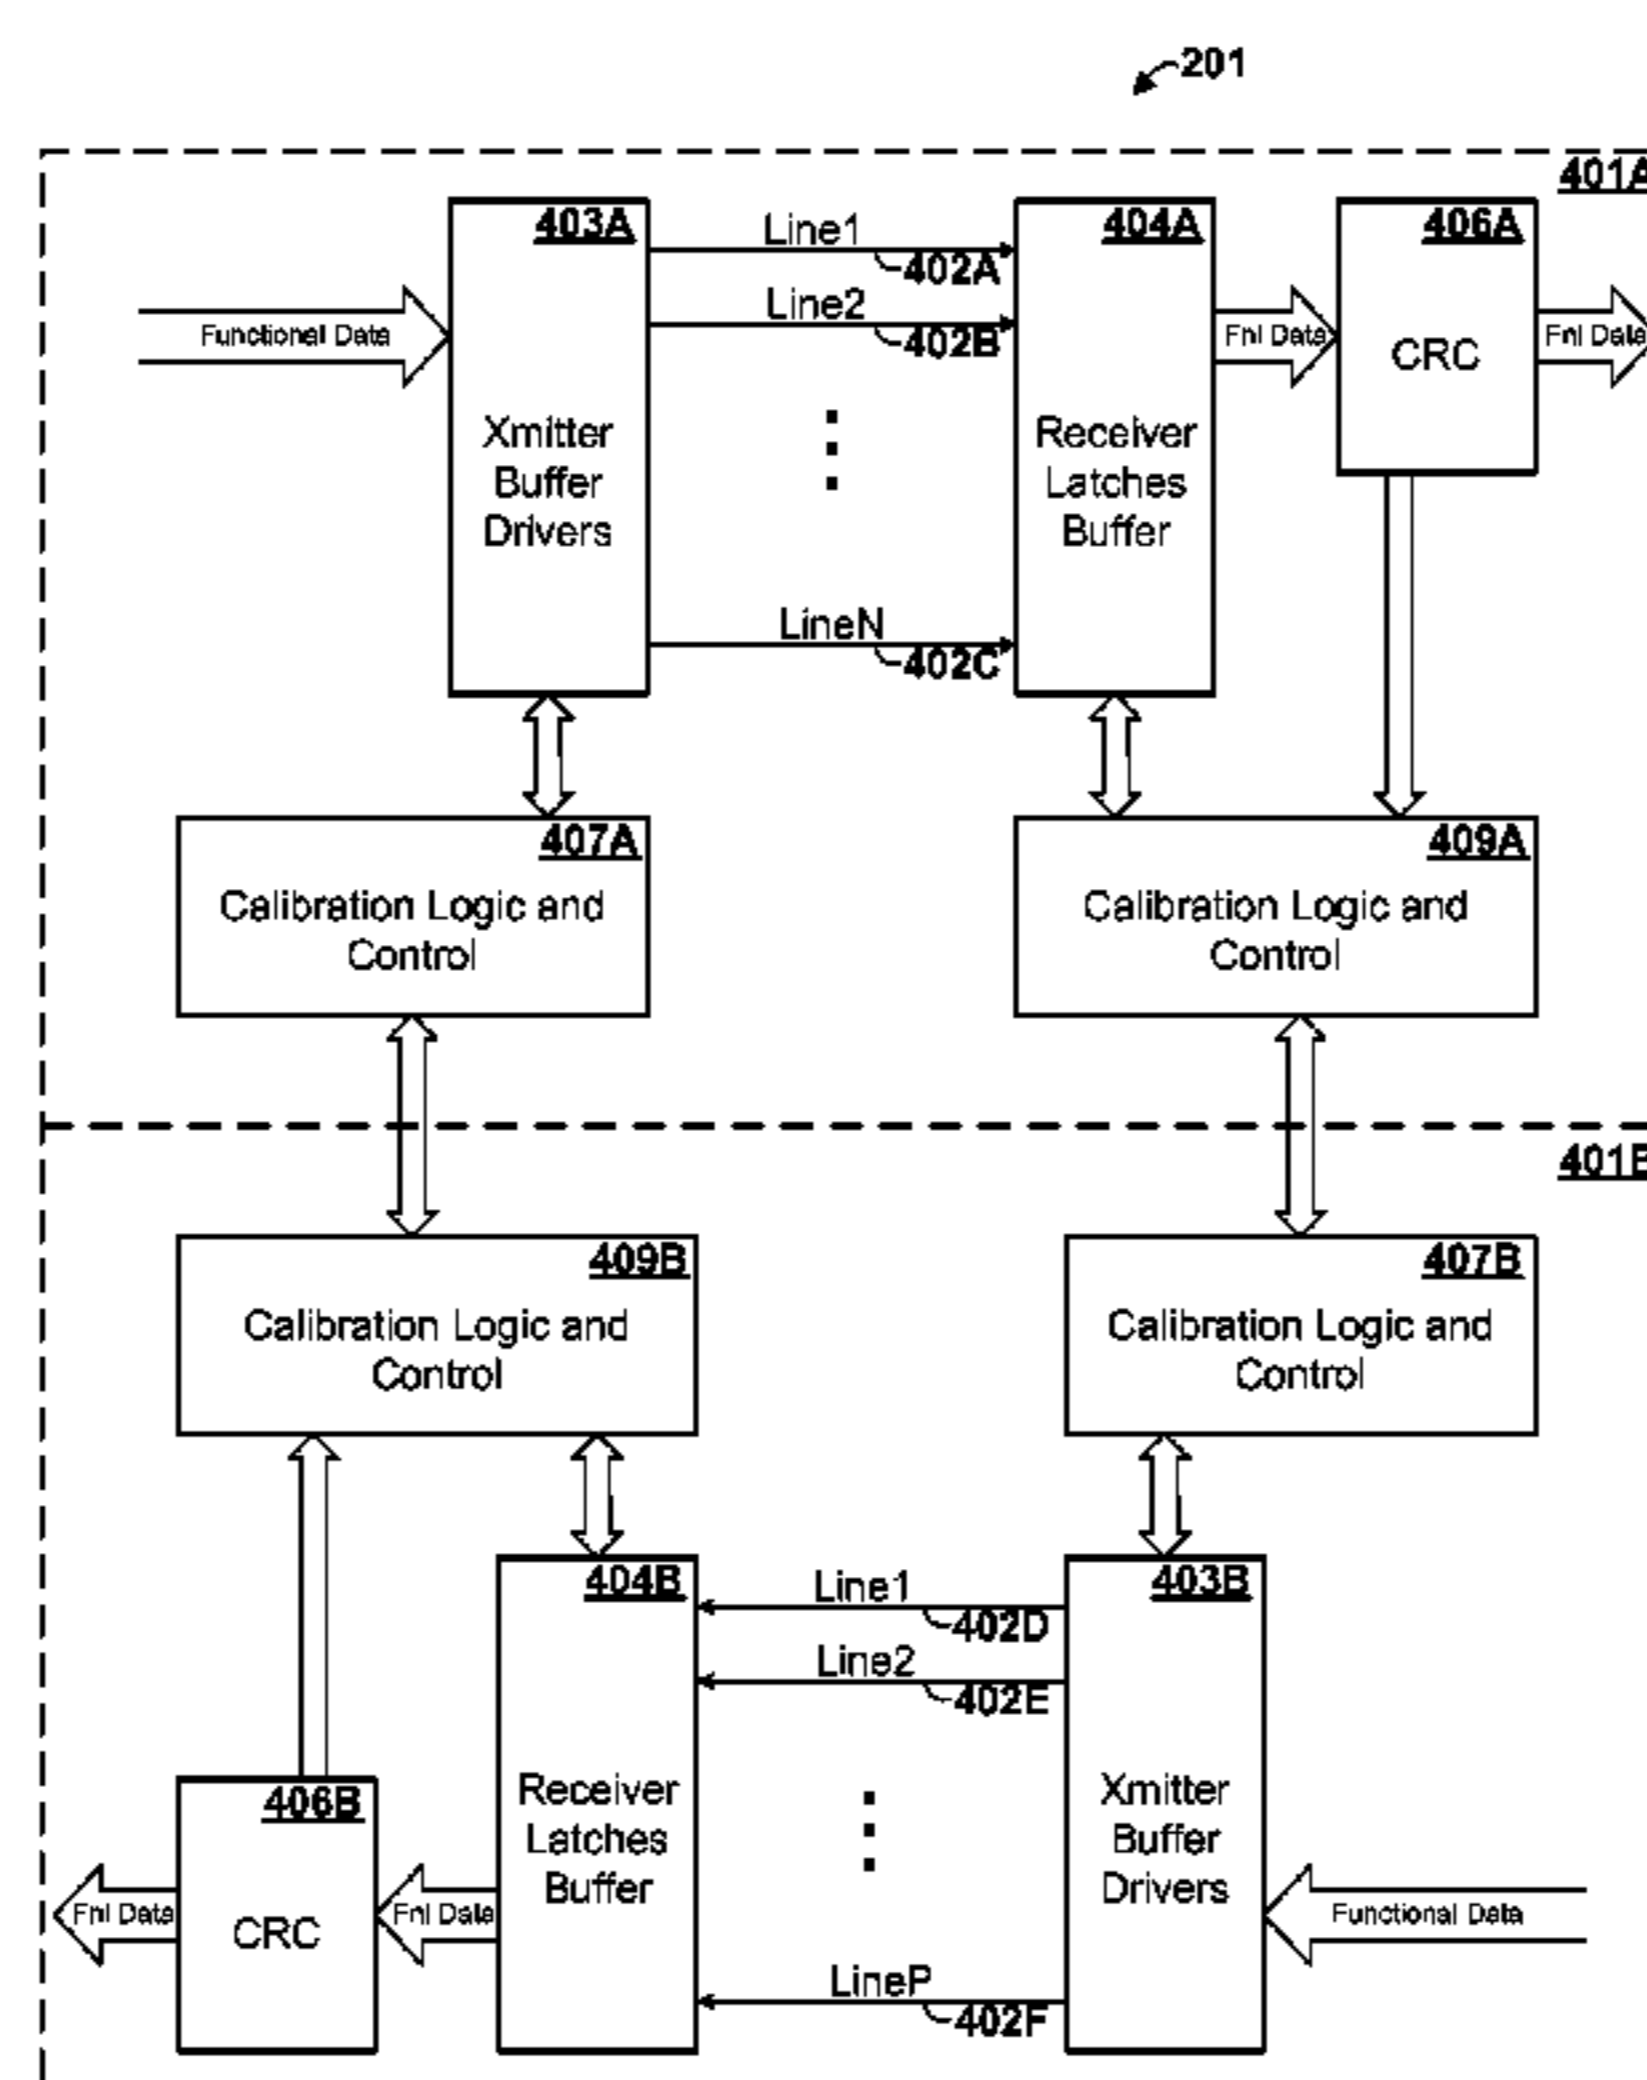 201
401A
403A
Line1
402A
404A
406A
Line2
402B
Functional Data
Fnl Data
CRC
Fnl Data
Xmitter
Buffer
Drivers
Receiver
Latches
Buffer
LineN
402C
407A
Calibration Logic and
Control
409A
Calibration Logic and
Control
401B
409B
Calibration Logic and
Control
407B
Calibration Logic and
Control
404B
Line1
402D
403B
Line2
402E
Receiver
Latches
Buffer
Xmitter
Buffer
Drivers
406B
Fnl Data
CRC
Fnl Data
Functional Data
LineP
402F